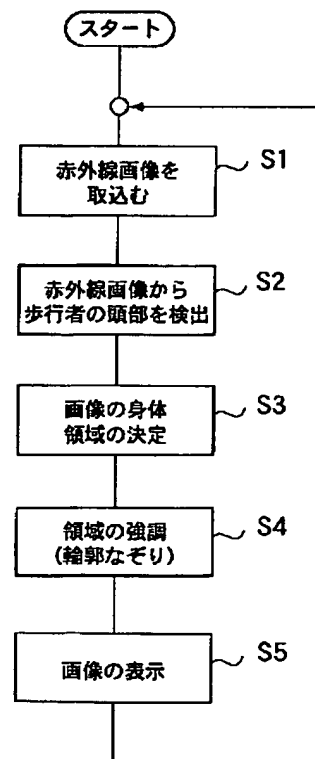 スタート
赤外線画像を
取込む
S1
赤外線画像から
歩行者の頭部を検出
S2
画像の身体
領域の決定
S3
領域の強調
(輪郭なぞり)
S4
画像の表示
S5